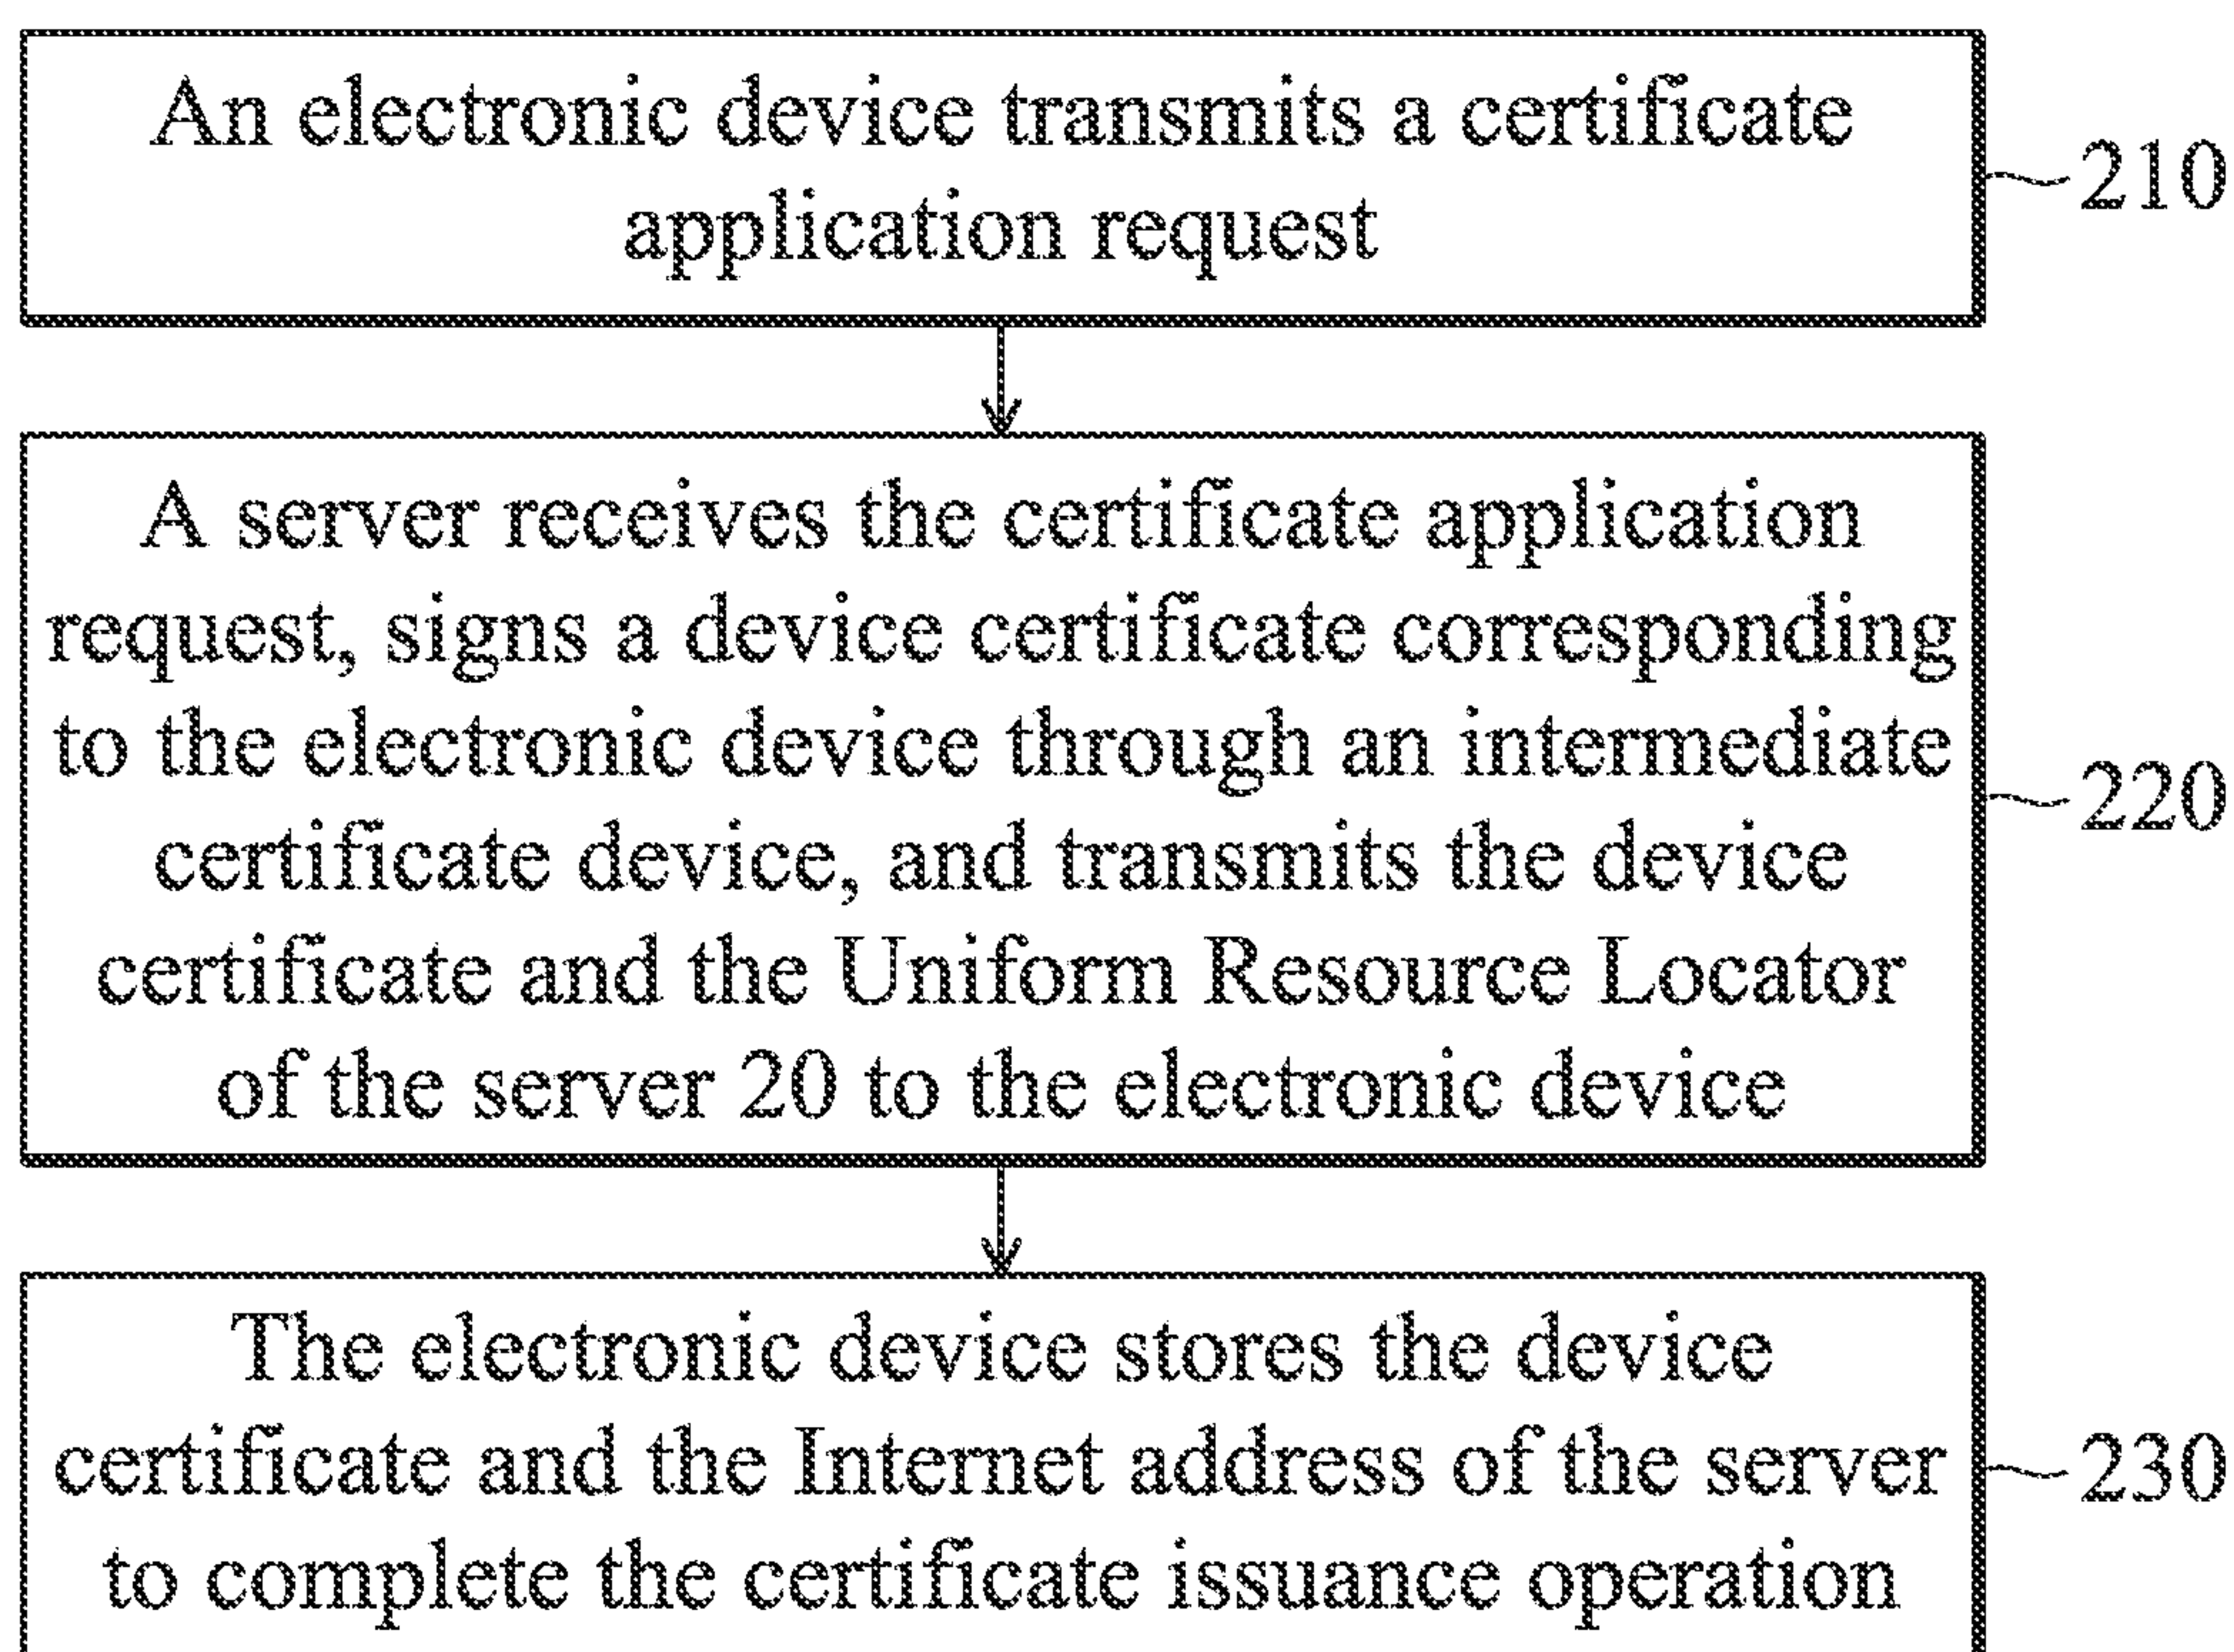 An electronic device transmits a certificate
application request
210
A server receives the certificate application
request, signs a device certificate corresponding
to the electronic device through an intermediate
certificate device, and transmits the device
certificate and the Uniform Resource Locator
of the server 20 to the electronic device
220
The electronic device stores the device
certificate and the Internet address of the server
to complete the certificate issuance operation
230